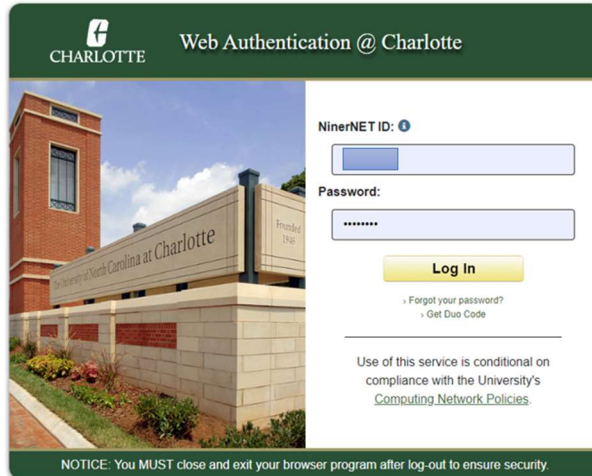 CHARLOTTE
Web Authentication @ Charlotte
NinerNET ID:
Password:
The University of North Carolina at Charlotte
Founded
1946
Log In
› Forgot your password?
› Get Duo Code
Use of this service is conditional on
compliance with the University's
Computing Network Policies.
NOTICE: You MUST close and exit your browser program after log-out to ensure security.